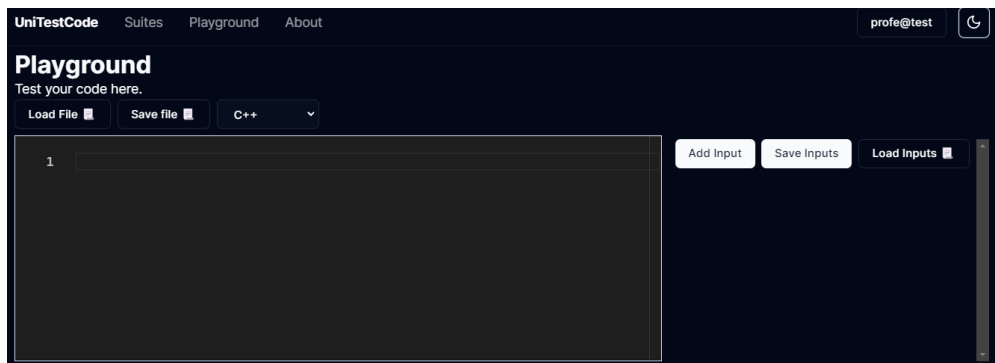 UniTestCode Suites Playground About profe@test
Playground
Test your code here.
Load File Save file C++
1
Add Input Save Inputs Load Inputs